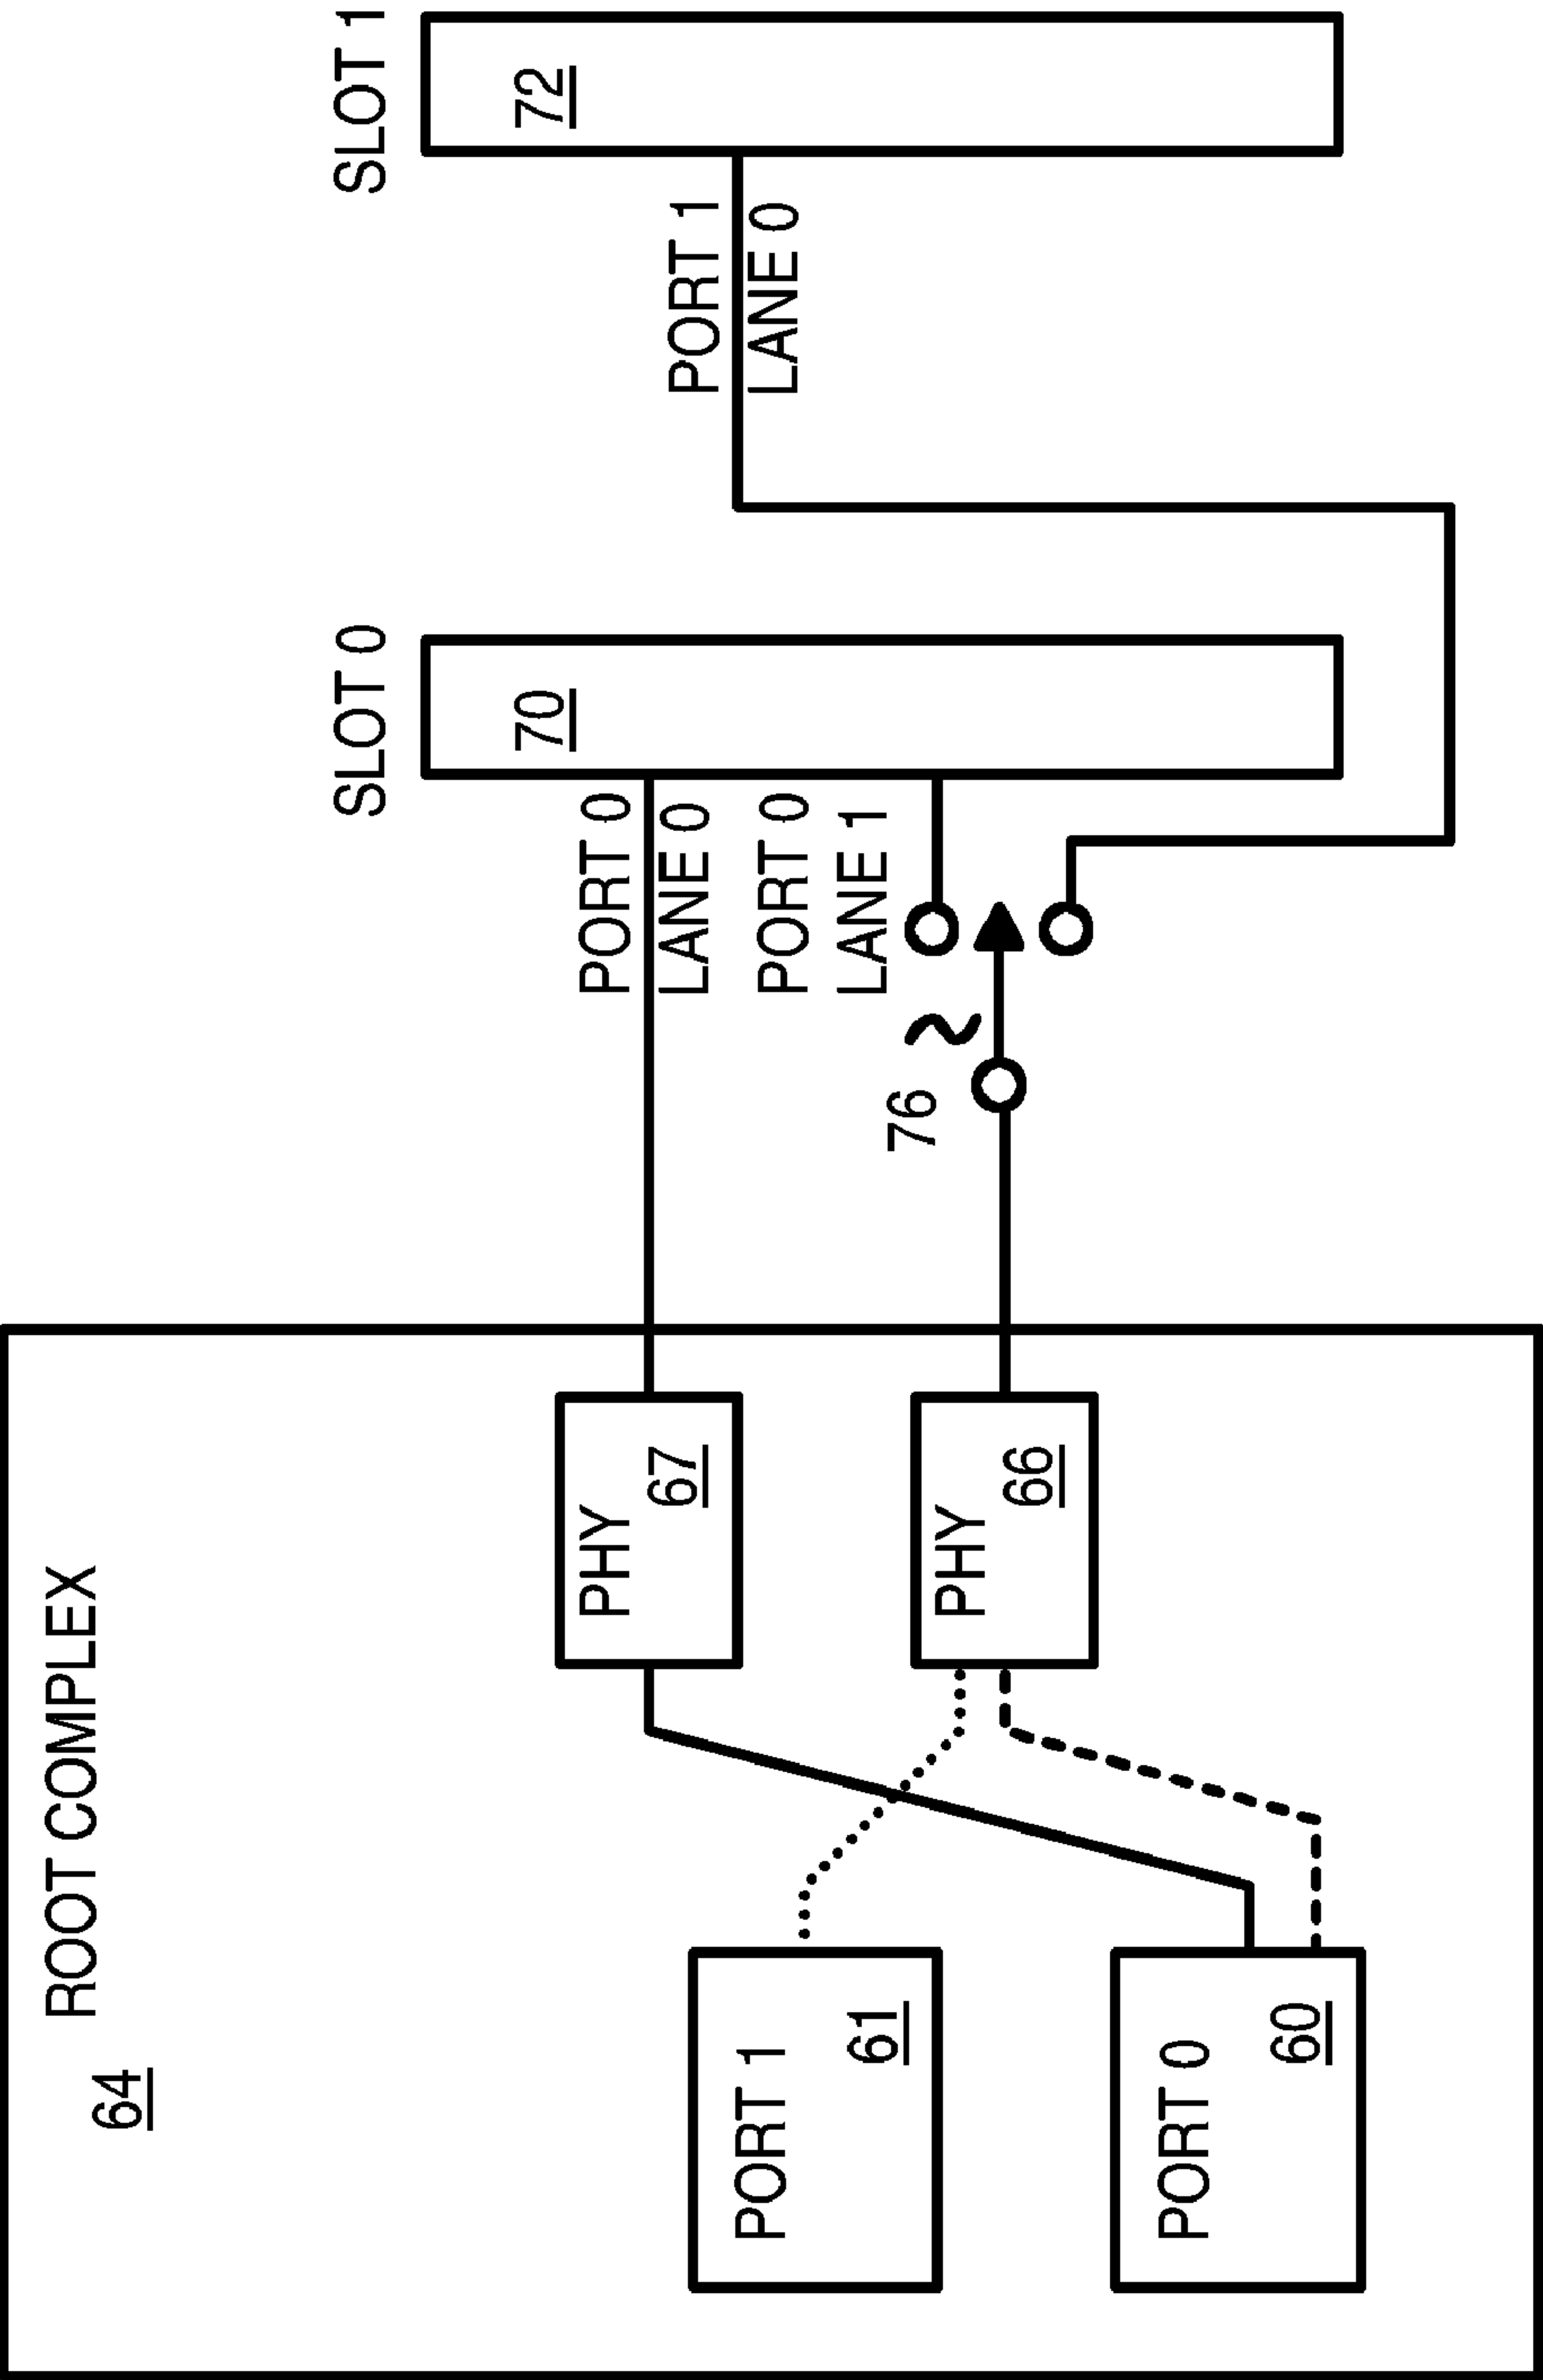 ROOT COMPLEX
64
PORT 1
61
PORT 0
60
PHY
67
PHY
66
76
PORT 0
LANE 0
PORT 0
LANE 1
SLOT 0
70
PORT 1
LANE 0
SLOT 1
72